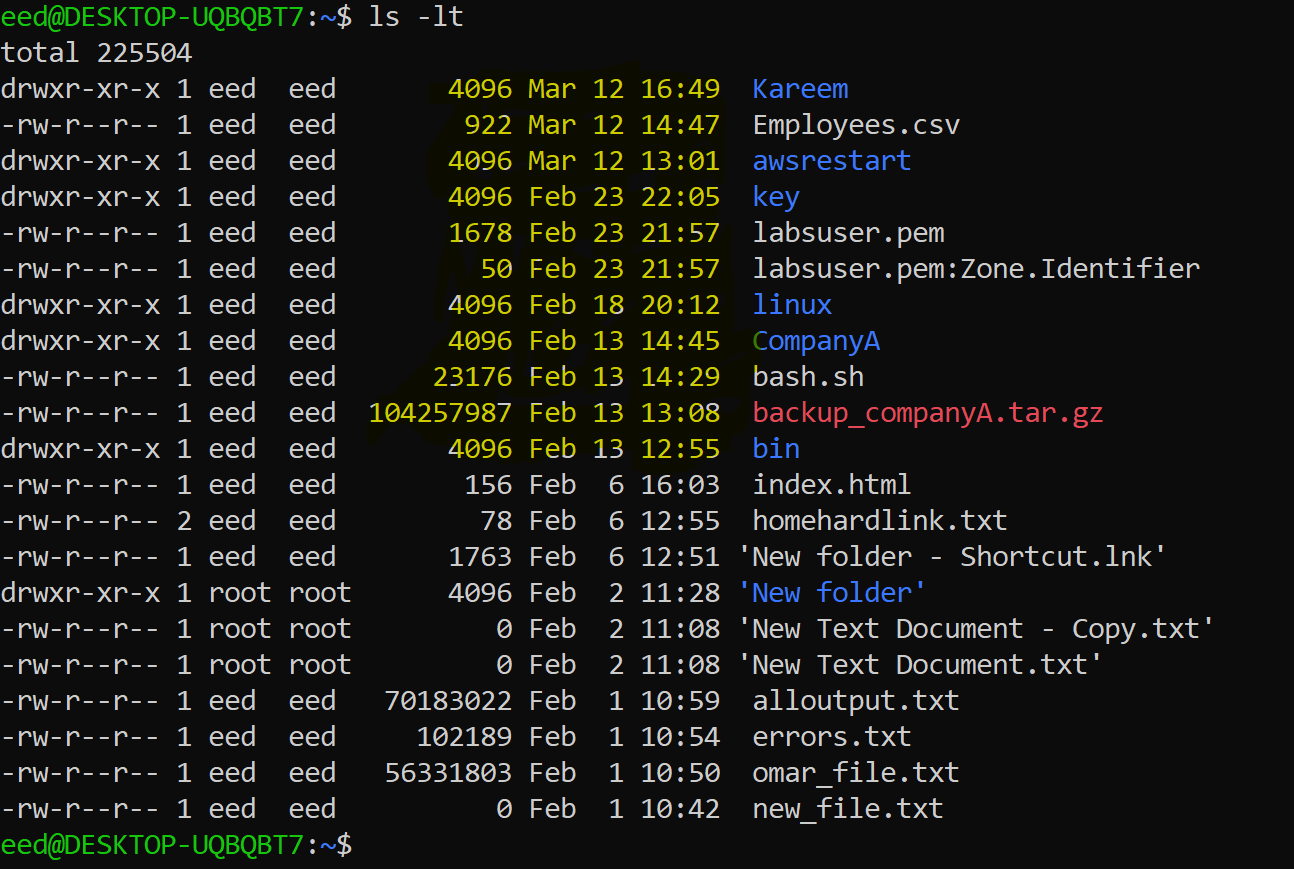 eed@DESKTOP-UQBQBT7:~$ ls -lt
total 225504
drwxr-xr-x 1 eed  eed       4096 Mar 12 16:49  Kareem
-rw-r--r-- 1 eed  eed        922 Mar 12 14:47  Employees.csv
drwxr-xr-x 1 eed  eed       4096 Mar 12 13:01  awsrestart
drwxr-xr-x 1 eed  eed       4096 Feb 23 22:05  key
-rw-r--r-- 1 eed  eed       1678 Feb 23 21:57  labsuser.pem
-rw-r--r-- 1 eed  eed         50 Feb 23 21:57  labsuser.pem:Zone.Identifier
drwxr-xr-x 1 eed  eed       4096 Feb 18 20:12  linux
drwxr-xr-x 1 eed  eed       4096 Feb 13 14:45  CompanyA
-rw-r--r-- 1 eed  eed      23176 Feb 13 14:29  bash.sh
-rw-r--r-- 1 eed  eed  104257987 Feb 13 13:08  backup_companyA.tar.gz
drwxr-xr-x 1 eed  eed       4096 Feb 13 12:55  bin
-rw-r--r-- 1 eed  eed        156 Feb  6 16:03  index.html
-rw-r--r-- 2 eed  eed         78 Feb  6 12:55  homehardlink.txt
-rw-r--r-- 1 eed  eed       1763 Feb  6 12:51 'New folder - Shortcut.lnk'
drwxr-xr-x 1 root root      4096 Feb  2 11:28 'New folder'
-rw-r--r-- 1 root root         0 Feb  2 11:08 'New Text Document - Copy.txt'
-rw-r--r-- 1 root root         0 Feb  2 11:08 'New Text Document.txt'
-rw-r--r-- 1 eed  eed   70183022 Feb  1 10:59  alloutput.txt
-rw-r--r-- 1 eed  eed     102189 Feb  1 10:54  errors.txt
-rw-r--r-- 1 eed  eed   56331803 Feb  1 10:50  omar_file.txt
-rw-r--r-- 1 eed  eed          0 Feb  1 10:42  new_file.txt
eed@DESKTOP-UQBQBT7:~$